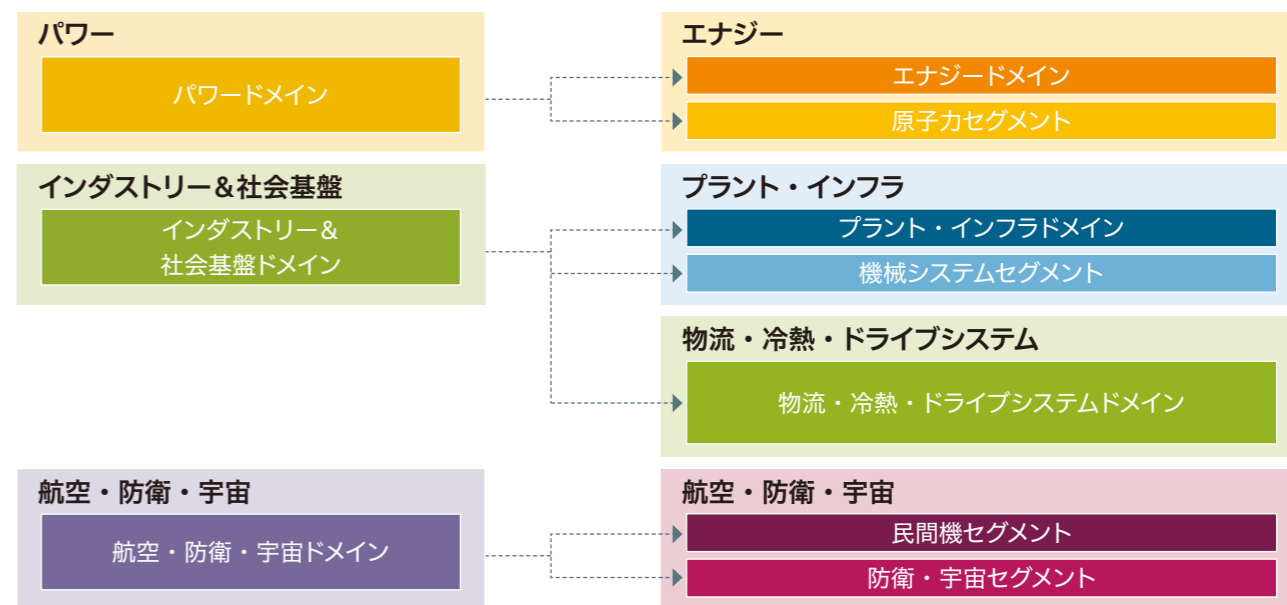 パワー
パワードメイン
エナジー
エナジードメイン
原子力セグメント
インダストリー&社会基盤
インダストリー&
社会基盤ドメイン
プラント・インフラ
プラント・インフラドメイン
機械システムセグメント
物流・冷熱・ドライブシステム
物流・冷熱・ドライブシステムドメイン
航空・防衛・宇宙
航空・防衛・宇宙ドメイン
航空・防衛・宇宙
民間機セグメント
防衛・宇宙セグメント